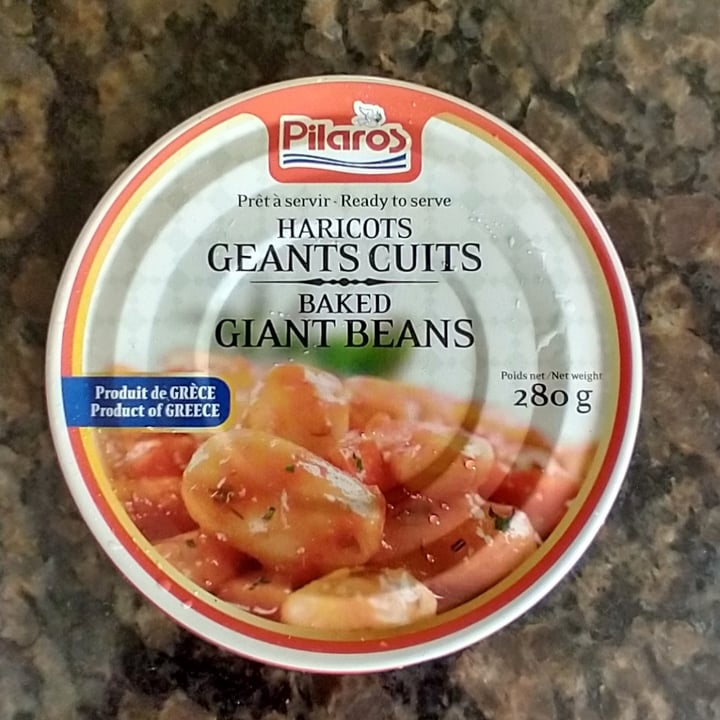 Pilaros
Prêt à servir · Ready to serve
HARICOTS
GEANTS CUITS
BAKED
GIANT BEANS
Poids net/Net weight
280 g
Produit de GRÈCE
Product of GREECE